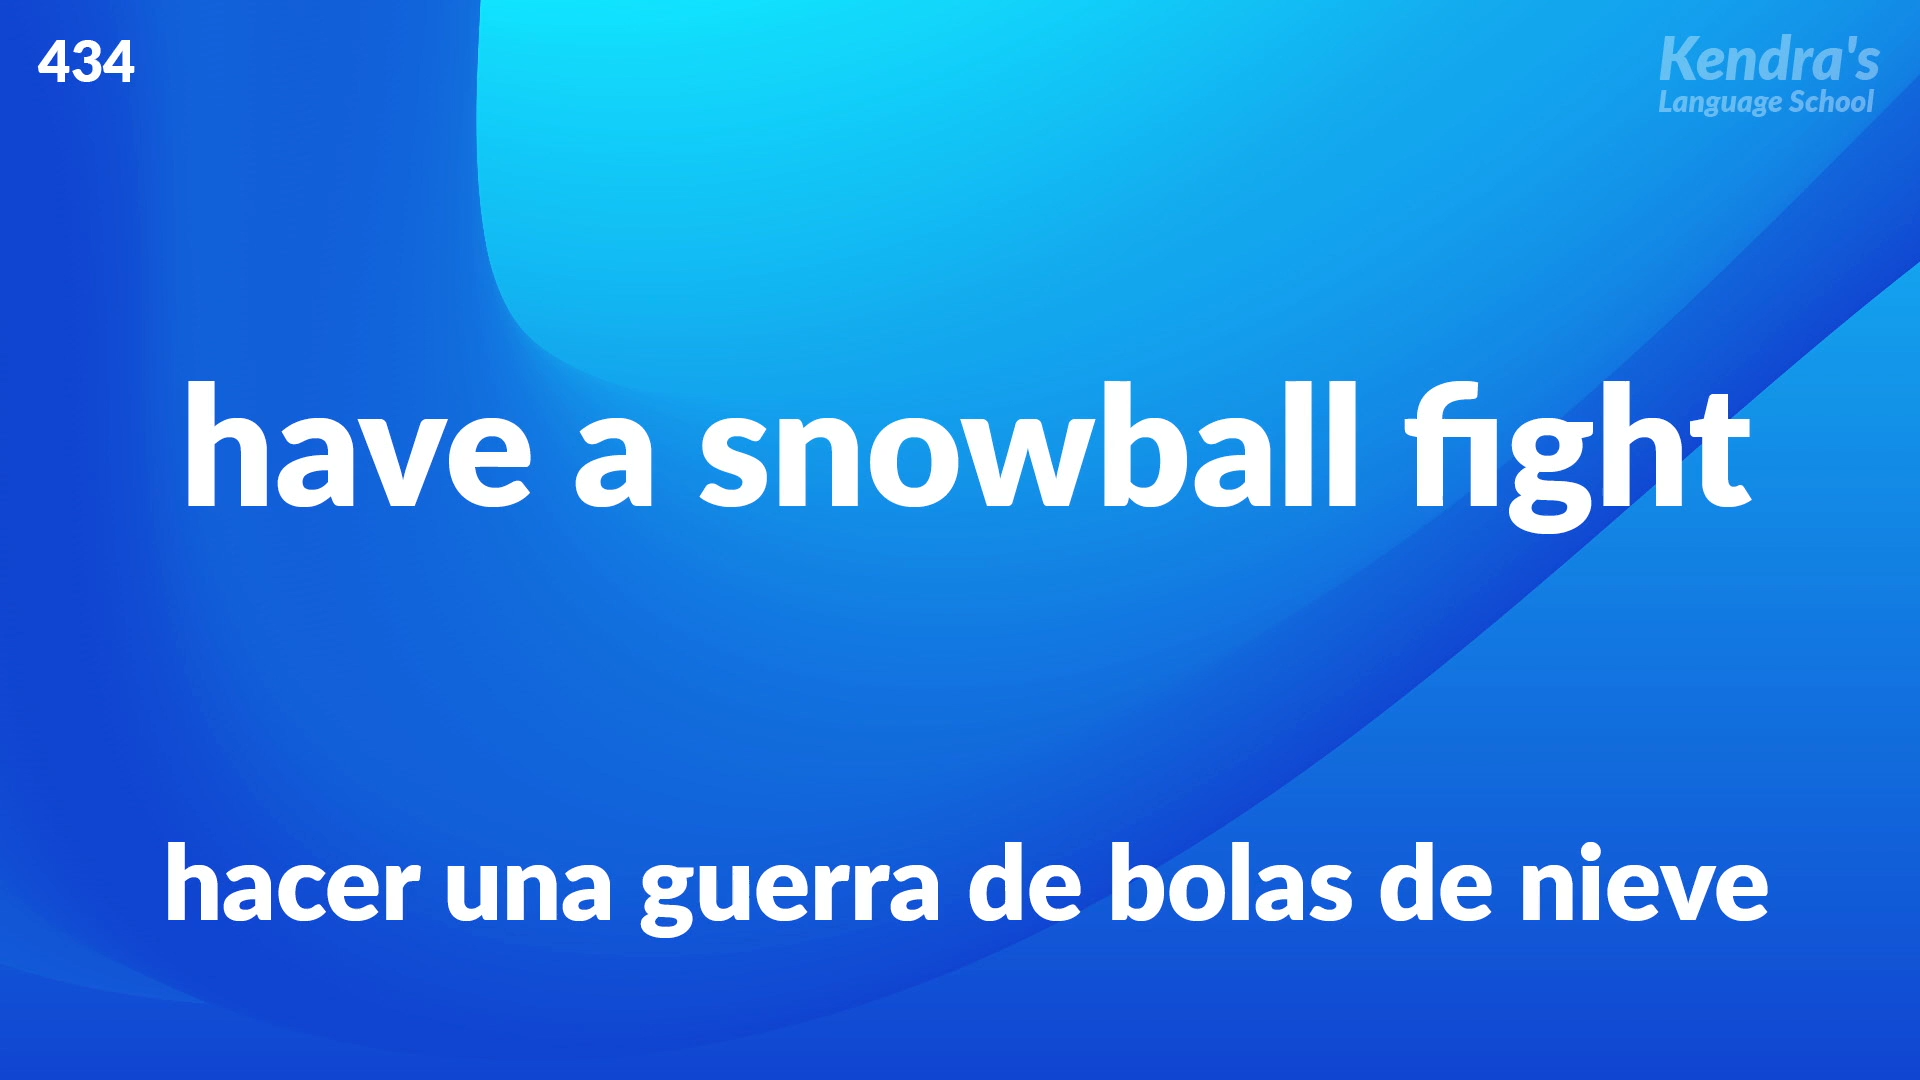 434
Kendra's
Language School
have a snowball fight
hacer una guerra de bolas de nieve